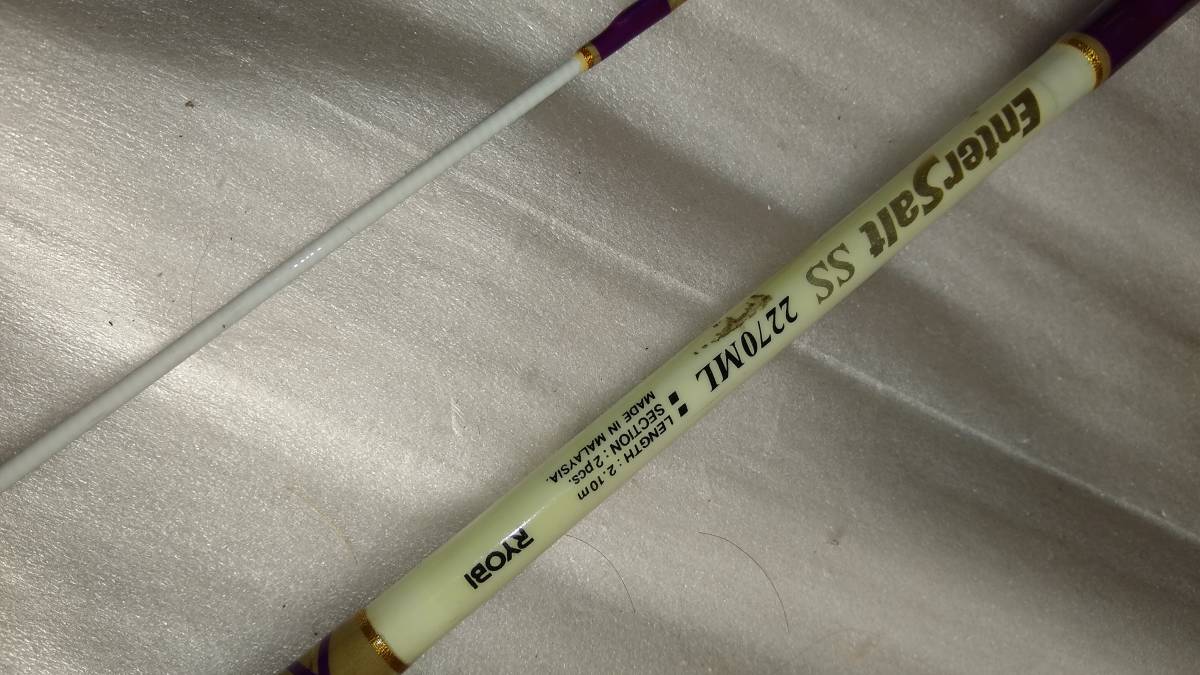 EnterSalt SS
2270ML
LENGTH : 2.10m
SECTION : 2pcs.
MADE IN MALAYSIA.
RYOBI